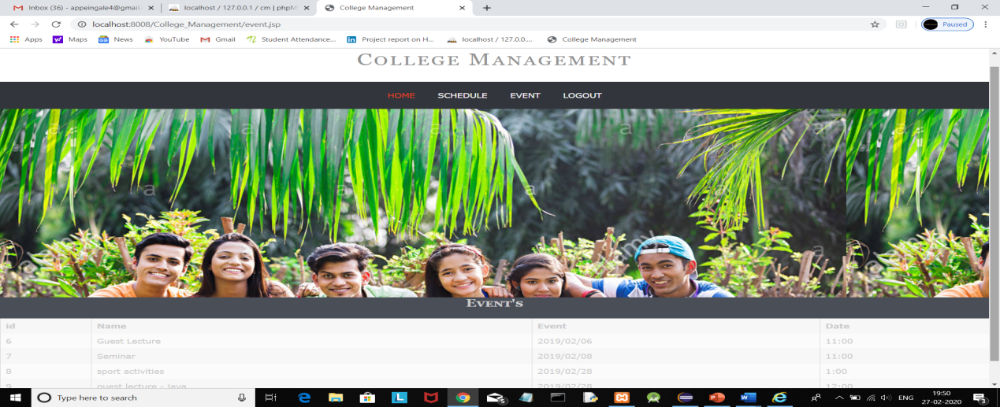 Inbox (36) - appeingale4@gmail
localhost / 127.0.0.1 / cm | phpM
College Management
localhost:8008/College_Management/event.jsp
Paused
Apps
Maps
News
YouTube
Gmail
Student Attendance...
Project report on H...
localhost / 127.0.0....
College Management
College Management
HOME SCHEDULE EVENT LOGOUT
Event's
id Name Event Date
6 Guest Lecture 2019/02/06 11:00
7 Seminar 2019/02/08 11:00
8 sport activities 2019/02/28 1:00
9 guest lecture - java 2019/02/28 12:00
Type here to search
ENG
19:50
27-02-2020